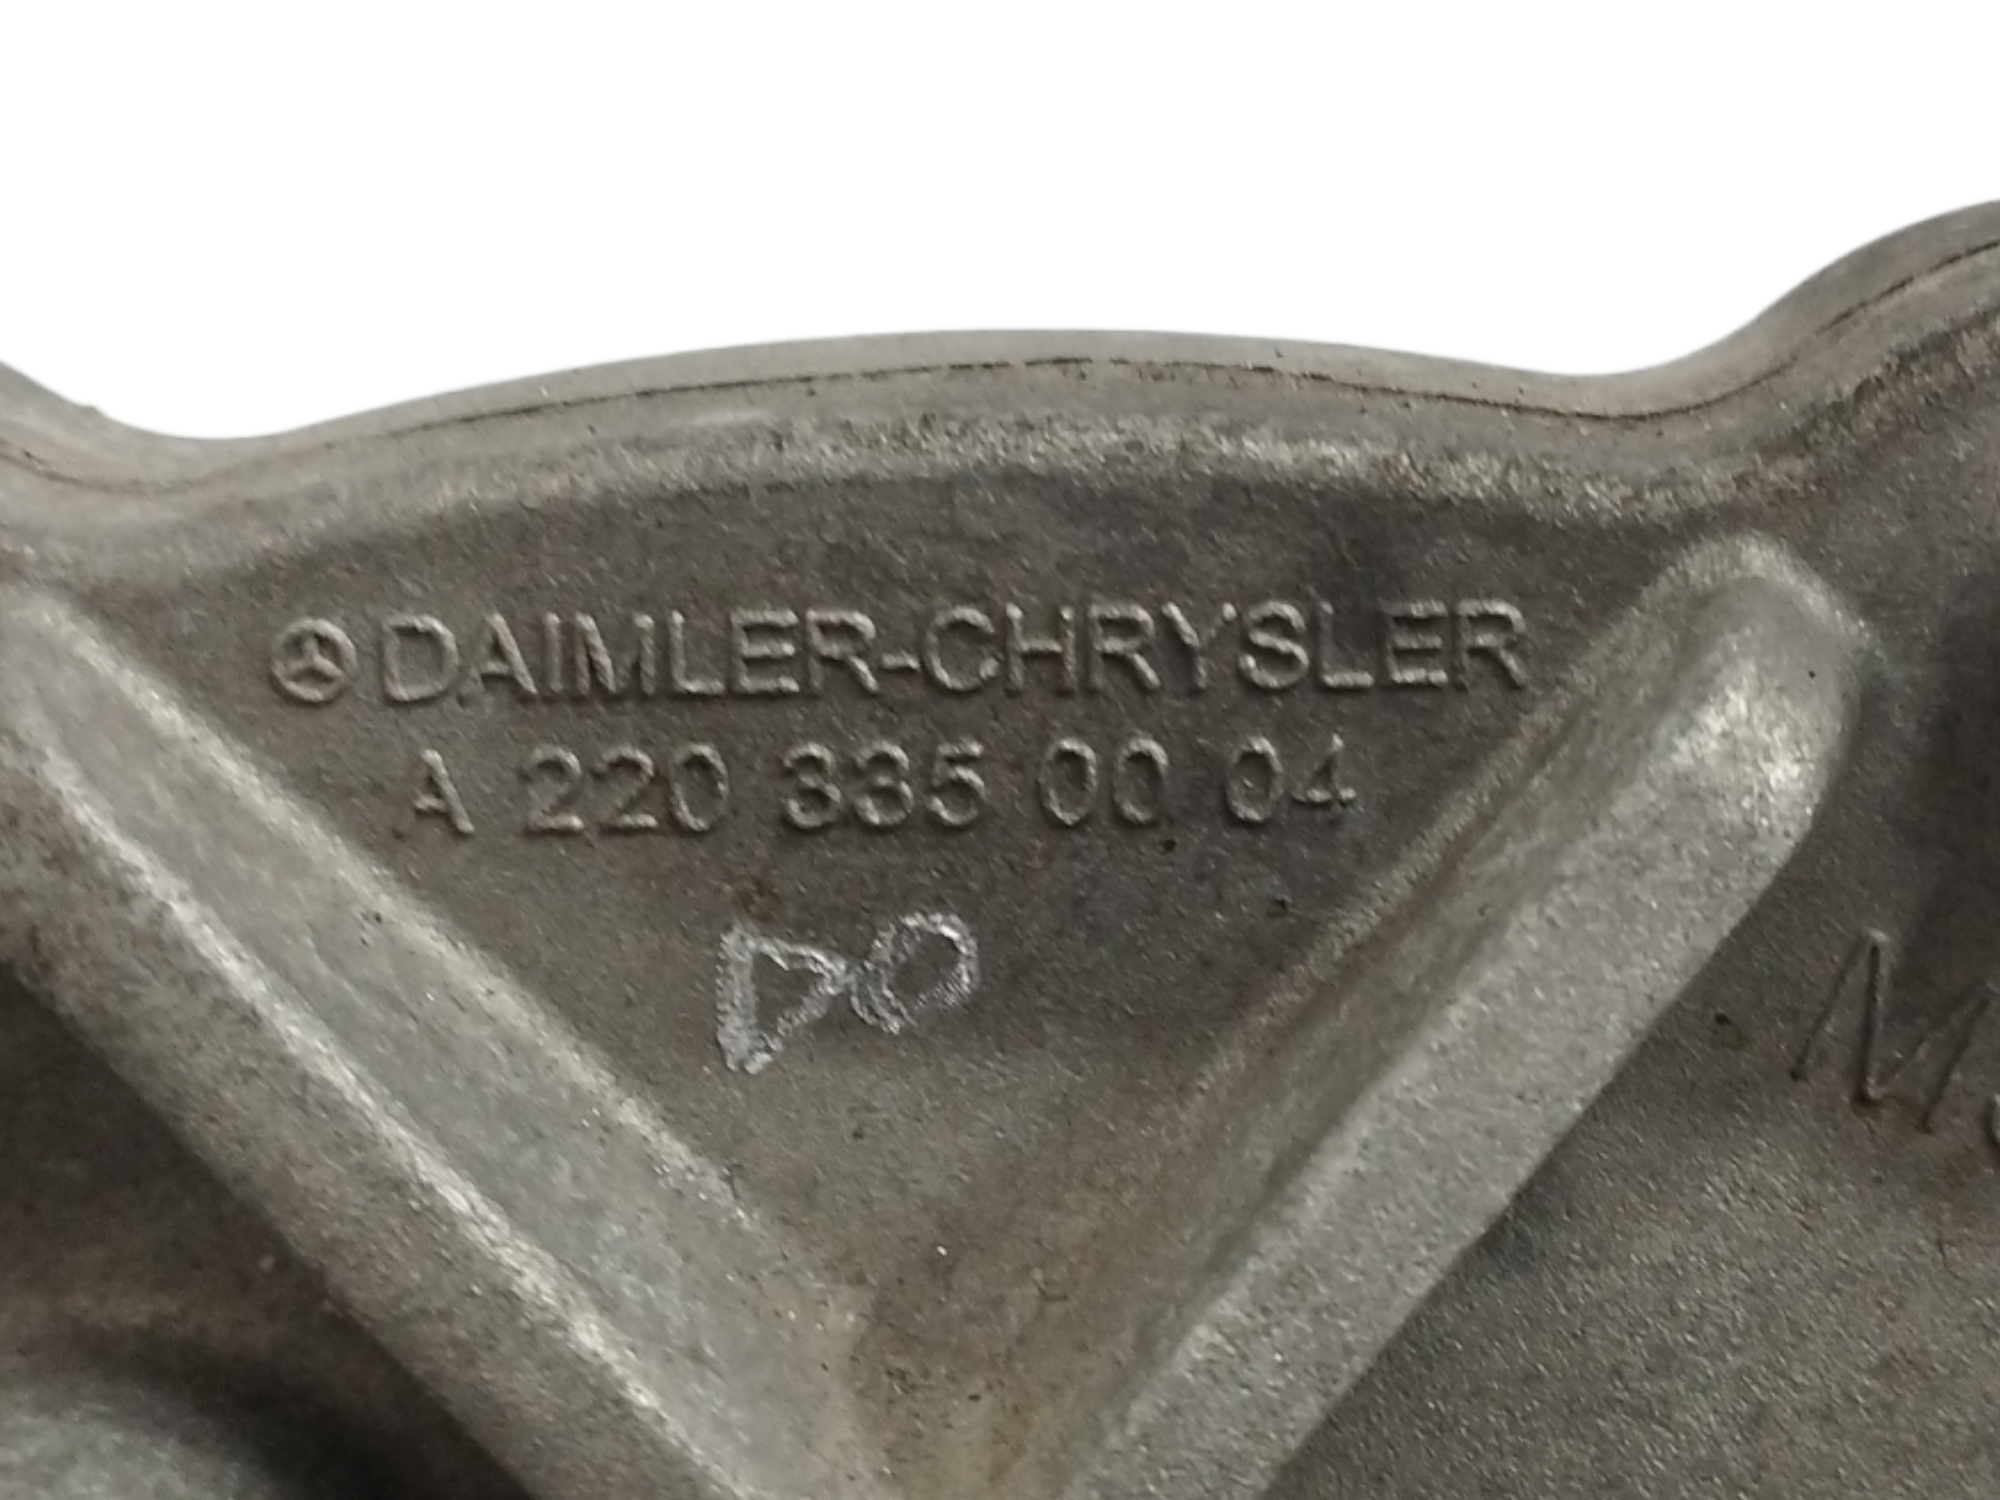 DAIMLER-CHRYSLER
A 220 335 00 04
DO